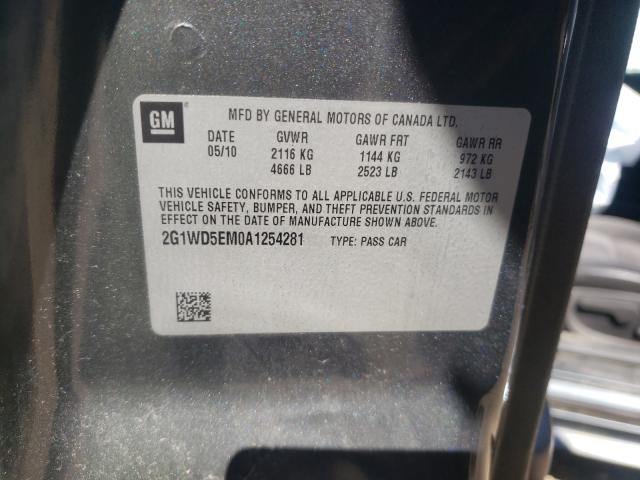 GM MFD BY GENERAL MOTORS OF CANADA LTD.
DATE GVWR GAWR FRT GAWR RR
05/10 2116 KG 1144 KG 972 KG
4666 LB 2523 LB 2143 LB
THIS VEHICLE CONFORMS TO ALL APPLICABLE U.S. FEDERAL MOTOR
VEHICLE SAFETY, BUMPER, AND THEFT PREVENTION STANDARDS IN
EFFECT ON THE DATE OF MANUFACTURE SHOWN ABOVE.
2G1WD5EM0A1254281 TYPE: PASS CAR